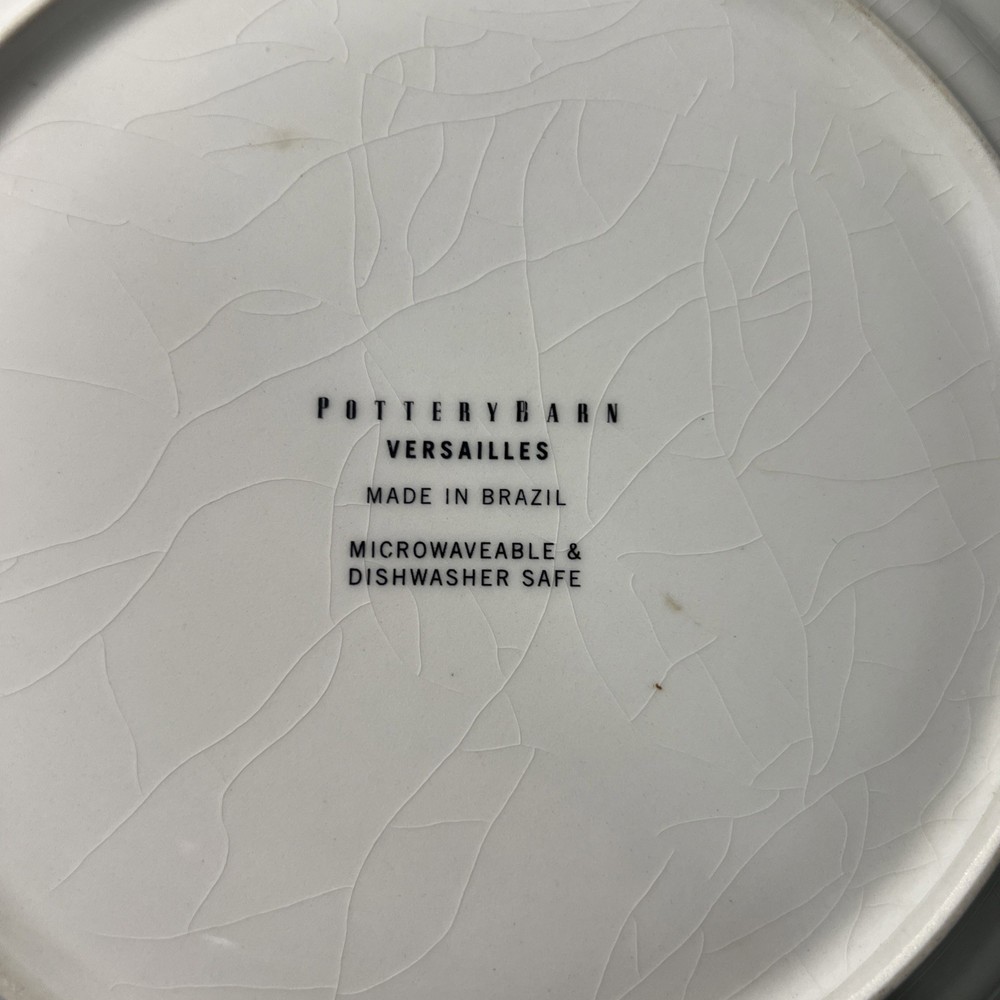 POTTERYBARN
VERSAILLES
MADE IN BRAZIL
MICROWAVEABLE &
DISHWASHER SAFE